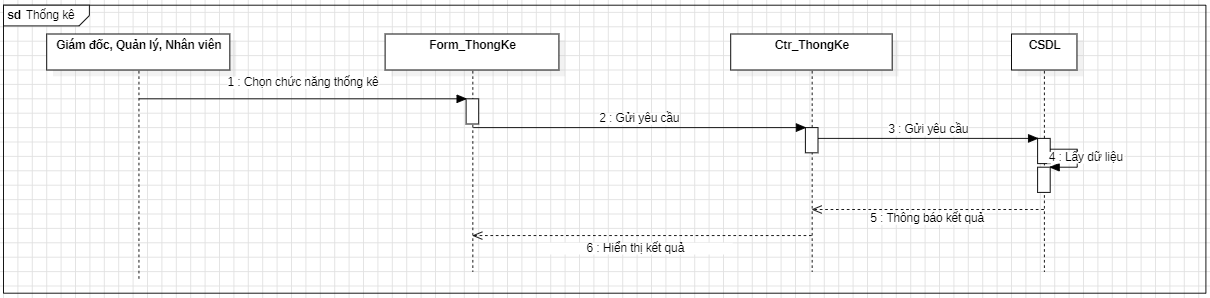 sd Thống kê
Giám đốc, Quản lý, Nhân viên
Form_ThongKe
Ctr_ThongKe
CSDL
1 : Chọn chức năng thống kê
2 : Gửi yêu cầu
3 : Gửi yêu cầu
4 : Lấy dữ liệu
5 : Thông báo kết quả
6 : Hiển thị kết quả